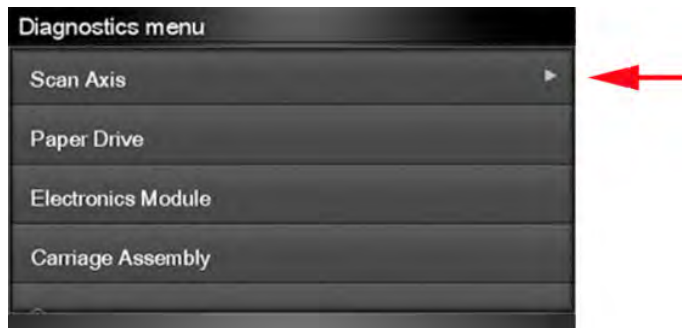 Diagnostics menu
Scan Axis
Paper Drive
Electronics Module
Carriage Assembly